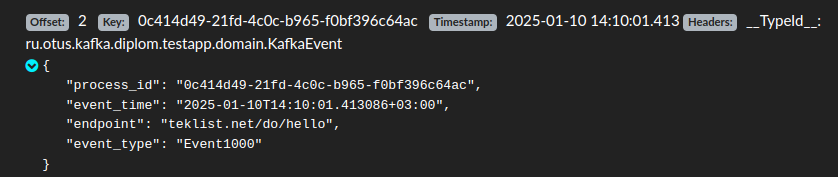 Offset: 2 Key: 0c414d49-21fd-4c0c-b965-f0bf396c64ac Timestamp: 2025-01-10 14:10:01.413 Headers: __TypeId__:
ru.otus.kafka.diplom.testapp.domain.KafkaEvent
{
"process_id": "0c414d49-21fd-4c0c-b965-f0bf396c64ac",
"event_time": "2025-01-10T14:10:01.413086+03:00",
"endpoint": "teklist.net/do/hello",
"event_type": "Event1000"
}